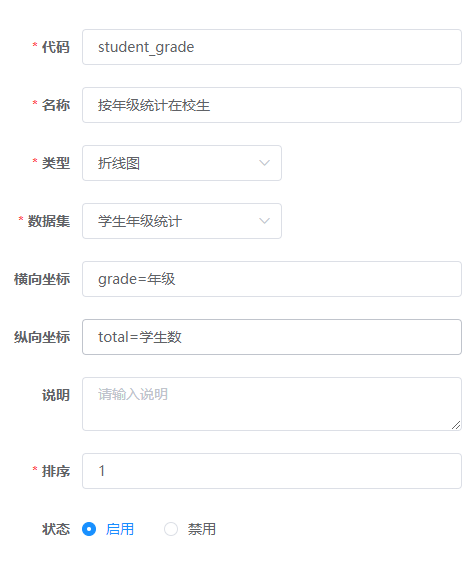 * 代码 student_grade
* 名称 按年级统计在校生
* 类型 折线图
* 数据集 学生年级统计
横向坐标 grade=年级
纵向坐标 total=学生数
说明 请输入说明
* 排序 1
状态 启用 禁用